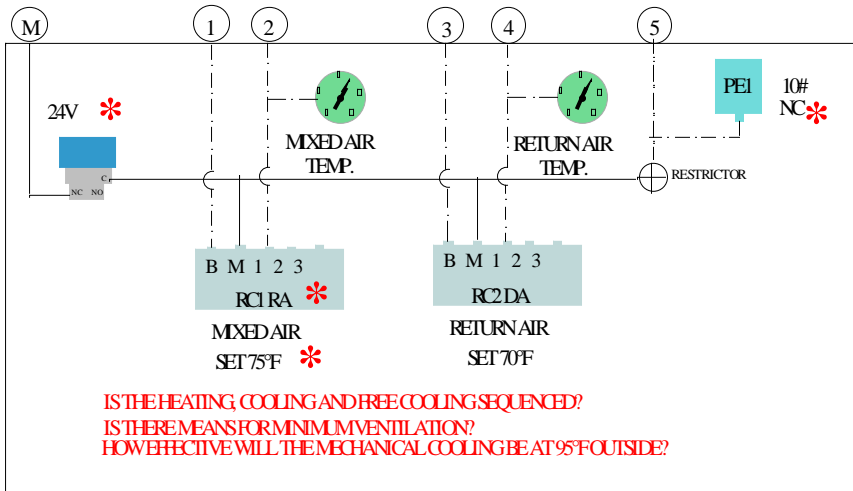 M 1 2 3 4 5
24V *
PE1
10#
NC *
MIXED AIR
TEMP.
RETURN AIR
TEMP.
C
NC NO
RESTRICTOR
B M 1 2 3
RC1 RA *
B M 1 2 3
RC2 DA
MIXED AIR
SET 75°F *
RETURN AIR
SET 70°F
IS THE HEATING, COOLING AND FREE COOLING SEQUENCED?
IS THERE MEANS FOR MINIMUM VENTILATION?
HOW EFFECTIVE WILL THE MECHANICAL COOLING BE AT 95°F OUTSIDE?